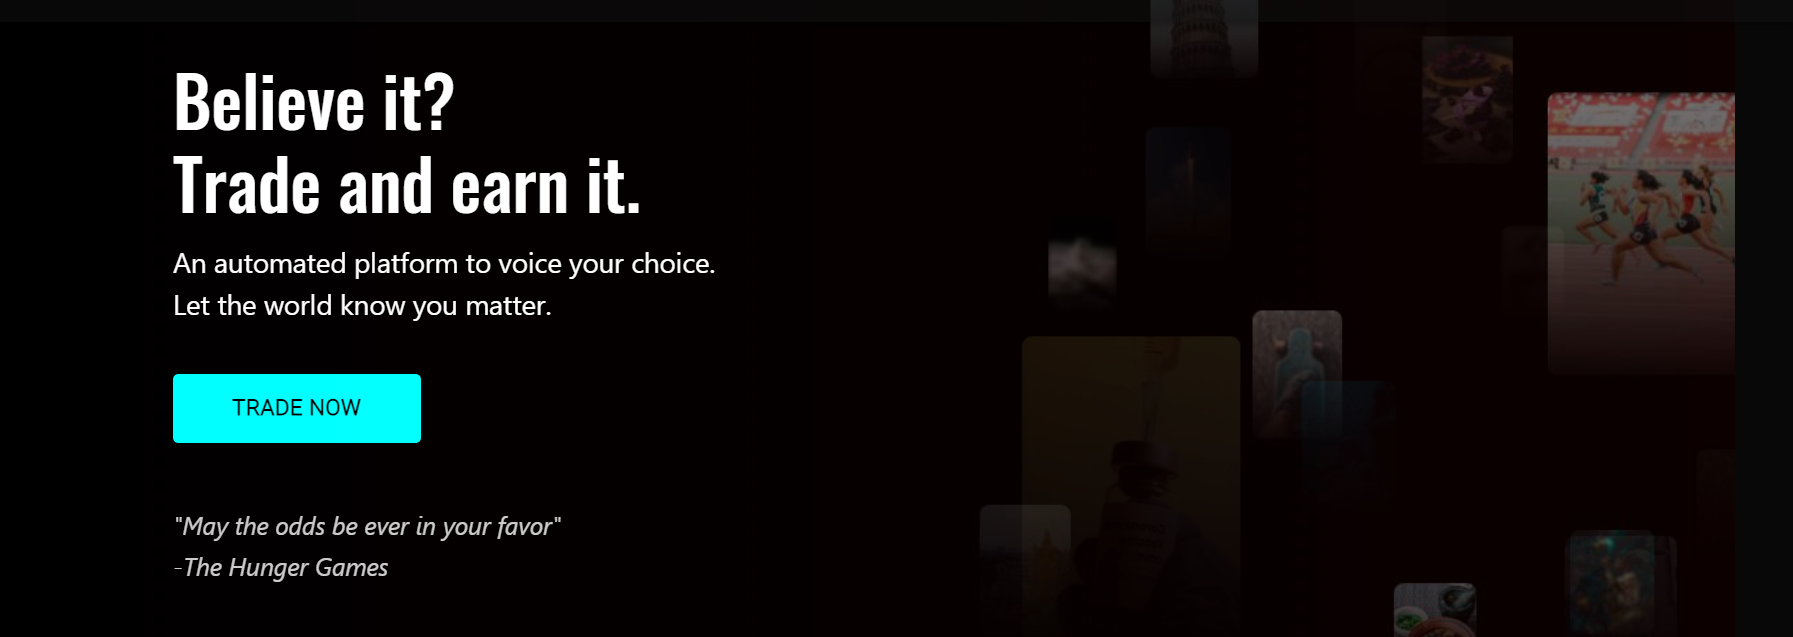 Believe it?
Trade and earn it.
An automated platform to voice your choice.
Let the world know you matter.
TRADE NOW
"May the odds be ever in your favor"
-The Hunger Games